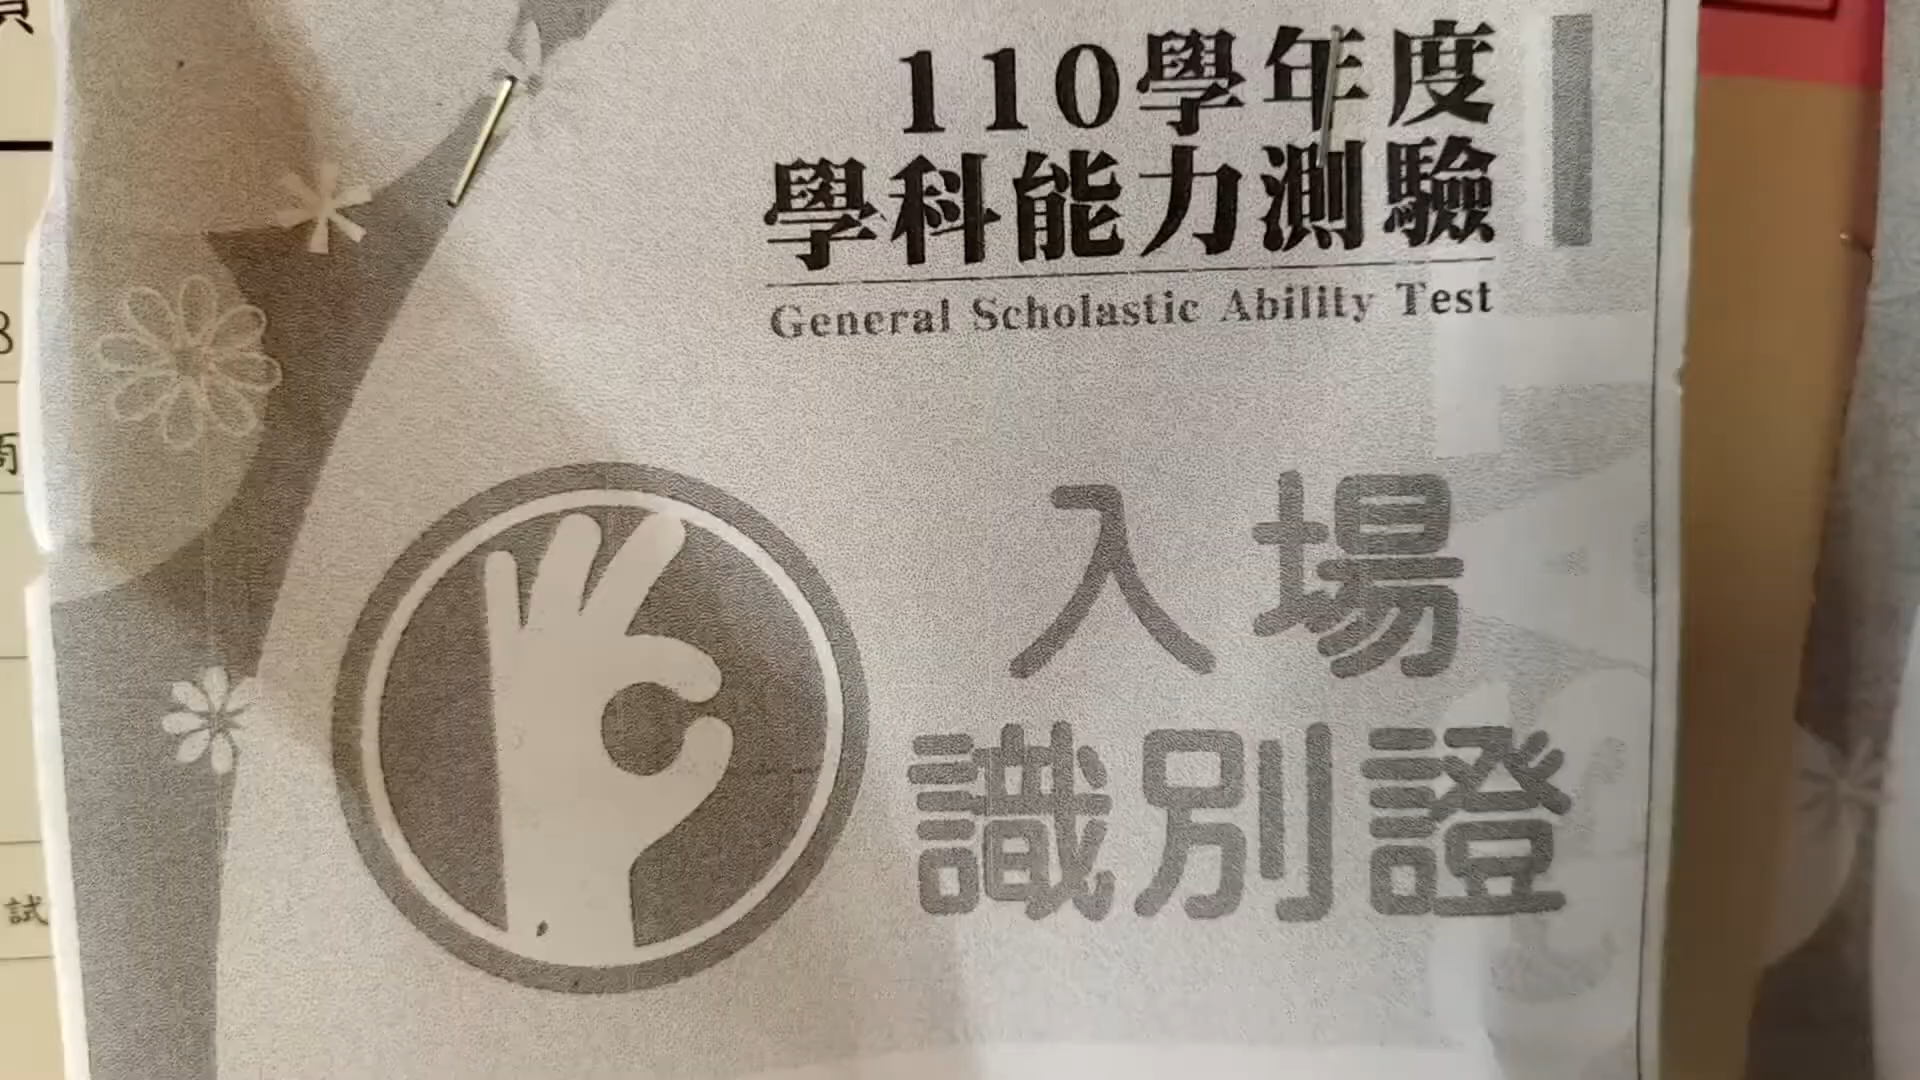 110學年度
學科能力測驗
General Scholastic Ability Test
入場
識別證
試